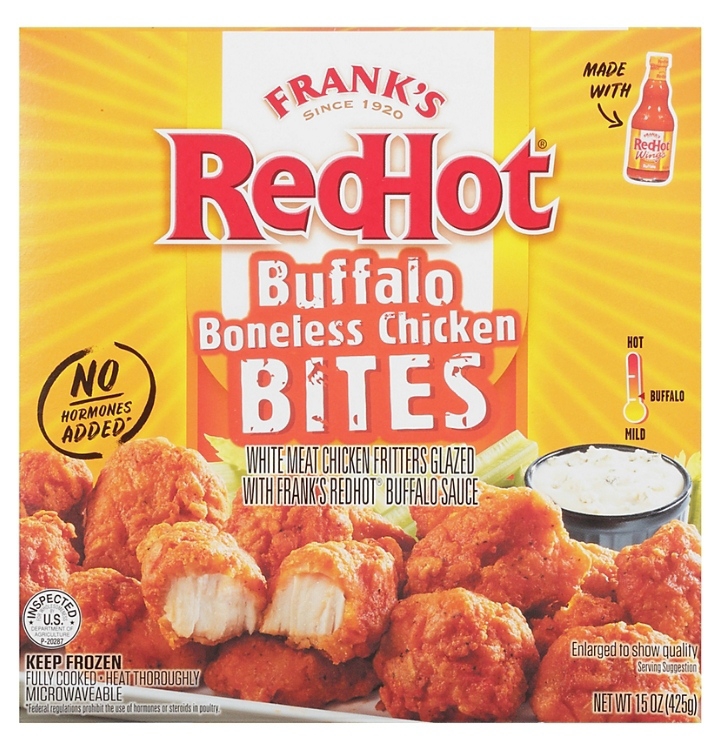 FRANK'S
SINCE 1920
RedHot®
MADE
WITH
FRANK'S
RedHot
Wings
Buffalo
Boneless Chicken
BITES
NO
HORMONES
ADDED*
HOT
BUFFALO
MILD
WHITE MEAT CHICKEN FRITTERS GLAZED
WITH FRANK'S REDHOT® BUFFALO SAUCE
INSPECTED
U.S.
DEPARTMENT OF
AGRICULTURE
P-20287
KEEP FROZEN
FULLY COOKED • HEAT THOROUGHLY
MICROWAVEABLE
*Federal regulations prohibit the use of hormones or steroids in poultry.
Enlarged to show quality
Serving Suggestion
NET WT 15 OZ (425g)